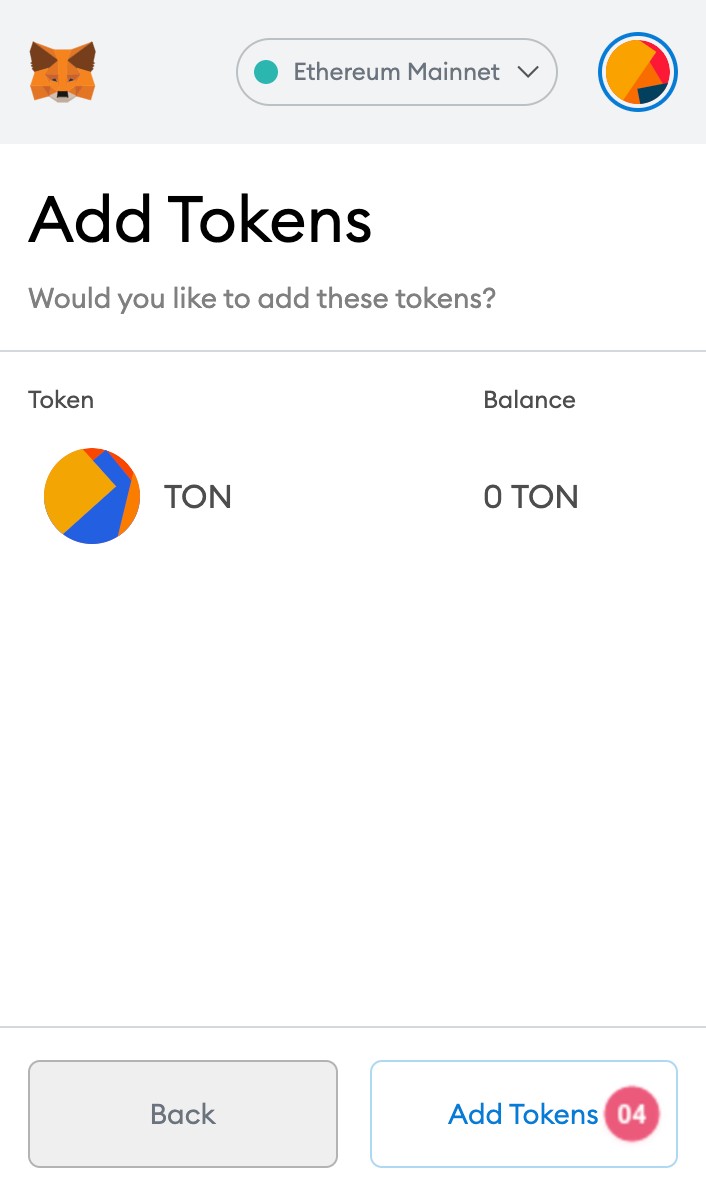 Ethereum Mainnet
Add Tokens
Would you like to add these tokens?
Token Balance
TON 0 TON
Back Add Tokens 04